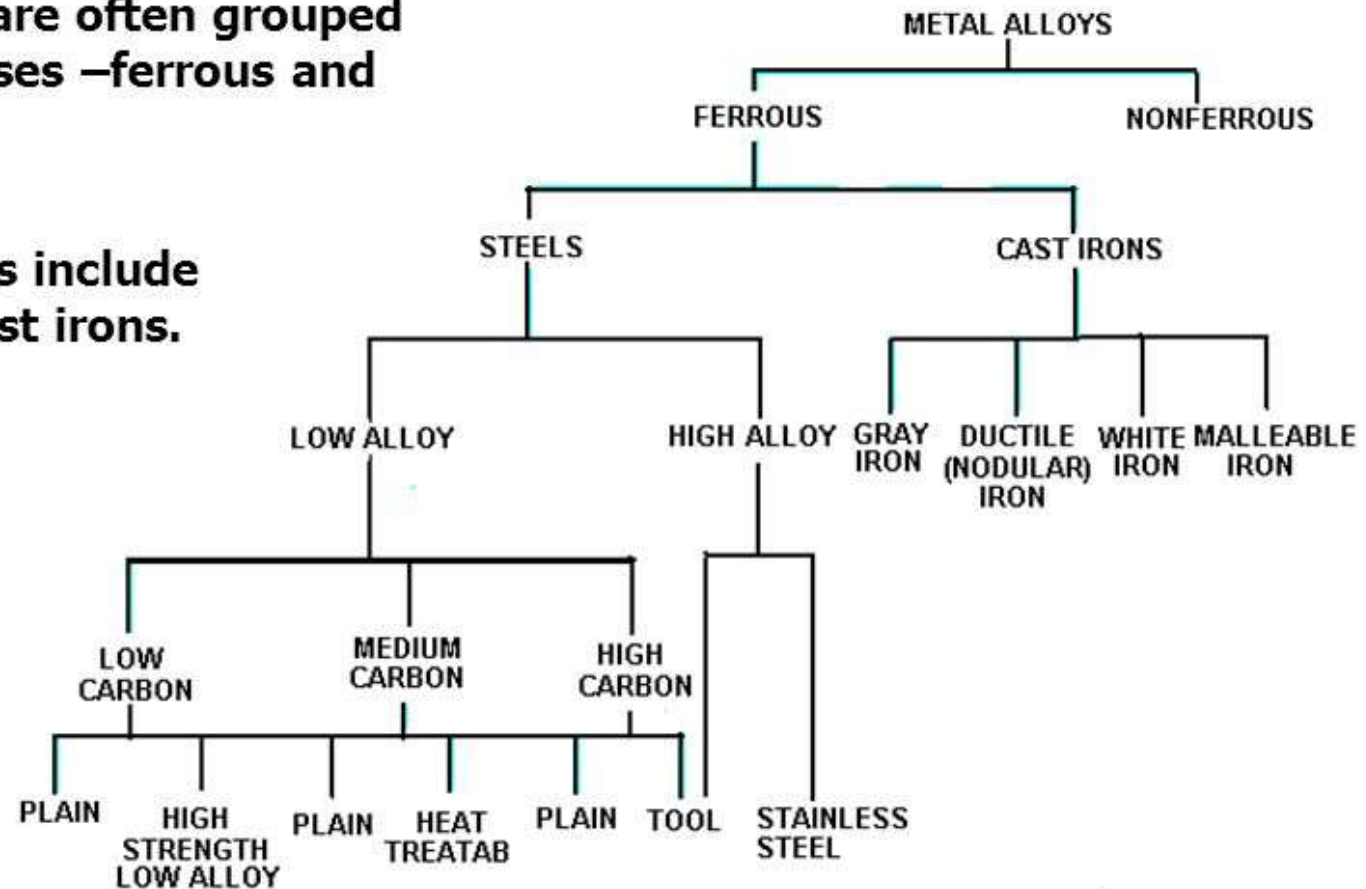 are often grouped
ses –ferrous and
s include
st irons.
METAL ALLOYS
FERROUS
NONFERROUS
STEELS
CAST IRONS
LOW ALLOY
HIGH ALLOY
GRAY
IRON
DUCTILE
(NODULAR)
IRON
WHITE
IRON
MALLEABLE
IRON
LOW
CARBON
MEDIUM
CARBON
HIGH
CARBON
PLAIN
HIGH
STRENGTH
LOW ALLOY
PLAIN
HEAT
TREATAB
PLAIN
TOOL
STAINLESS
STEEL